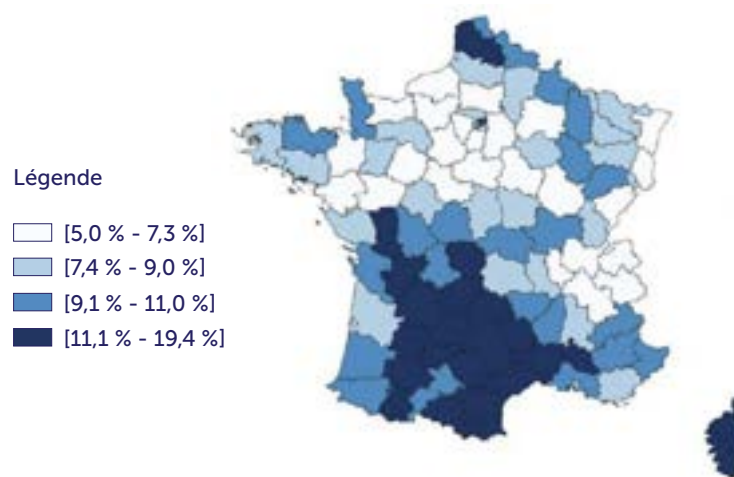 Légende
[5,0 % - 7,3 %]
[7,4 % - 9,0 %]
[9,1 % - 11,0 %]
[11,1 % - 19,4 %]